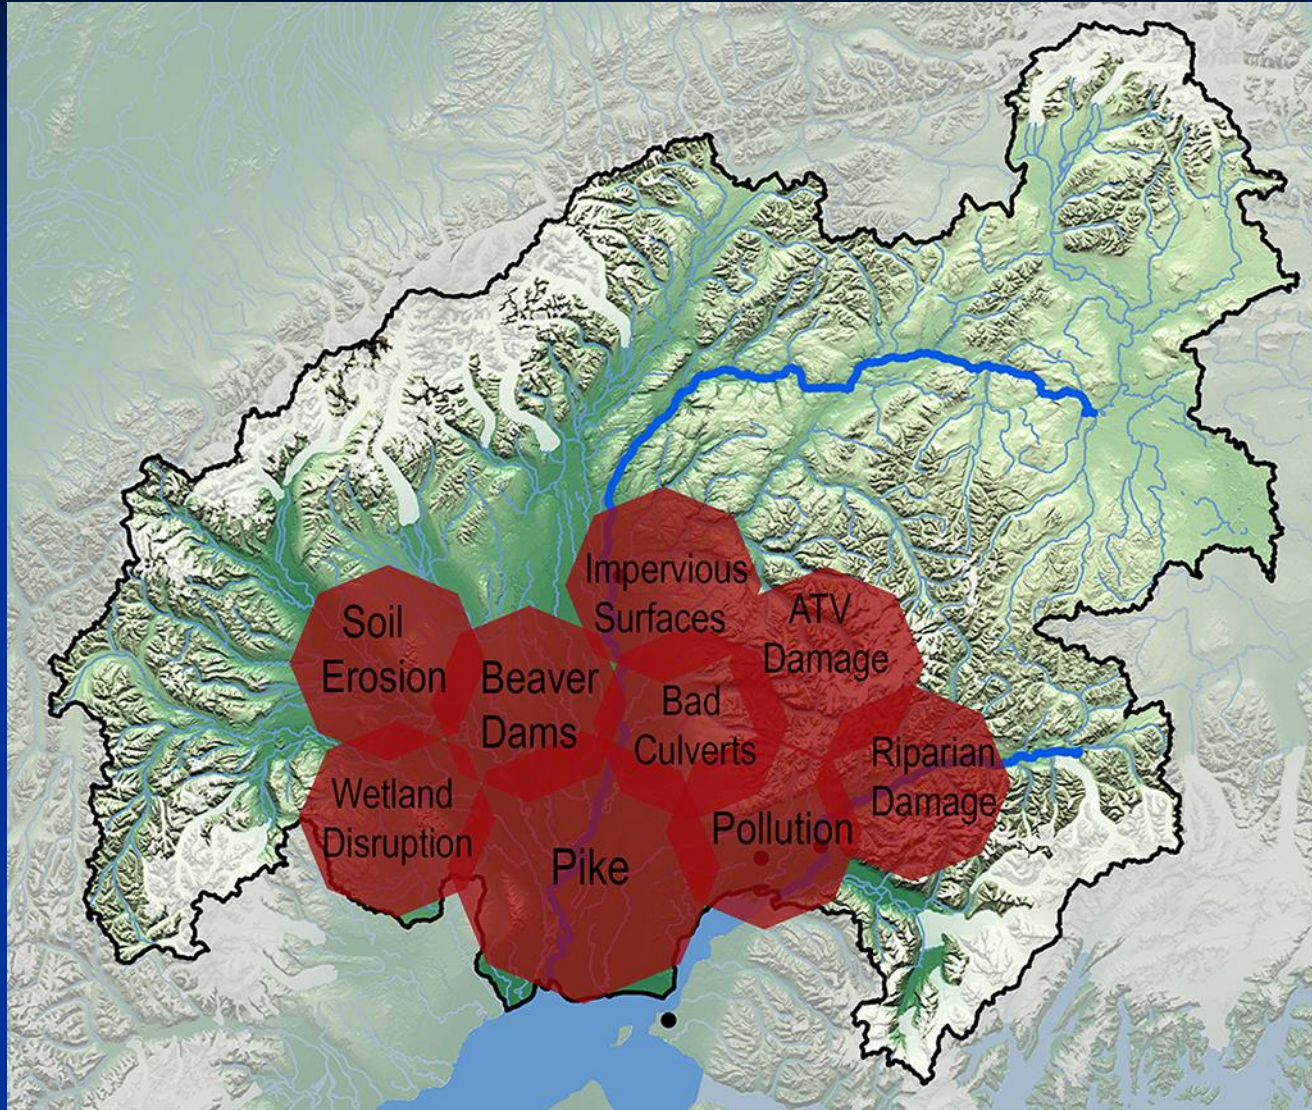 Impervious
Surfaces
ATV
Damage
Soil
Erosion
Beaver
Dams
Bad
Culverts
Riparian
Damage
Wetland
Disruption
Pike
Pollution